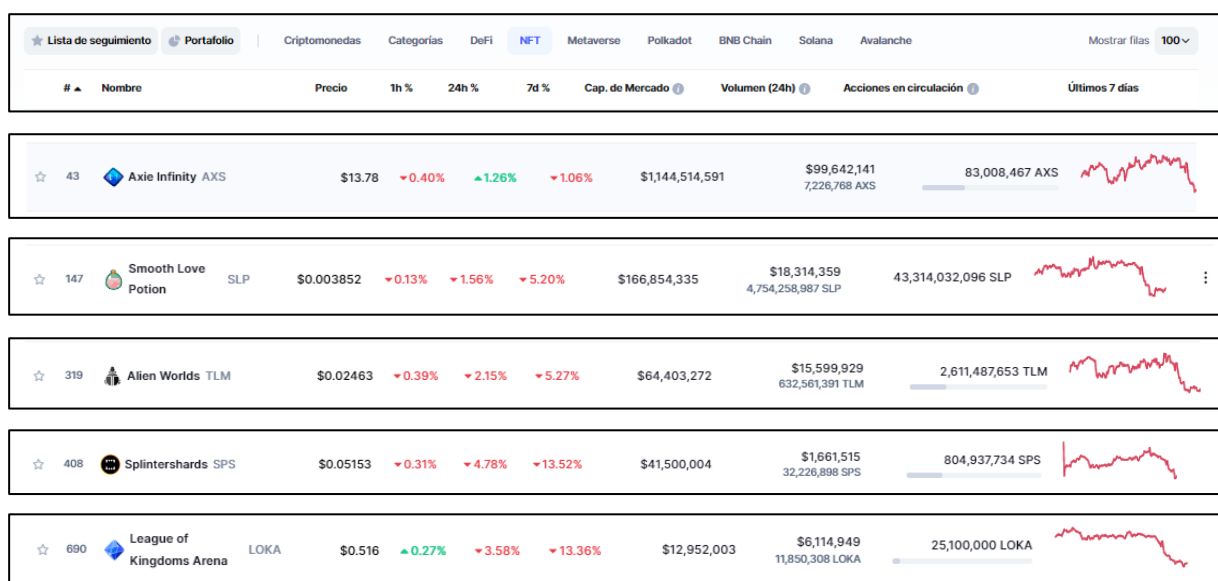 Lista de seguimiento Portafolio Criptomonedas Categorías DeFi NFT Metaverse Polkadot BNB Chain Solana Avalanche Mostrar filas 100
# Nombre Precio 1h % 24h % 7d % Cap. de Mercado Volumen (24h) Acciones en circulación Últimos 7 días
43 Axie Infinity AXS $13.78 0.40% 1.26% 1.06% $1,144,514,591 $99,642,141 83,008,467 AXS
7,226,768 AXS
147 Smooth Love SLP $0.003852 0.13% 1.56% 5.20% $166,854,335 $18,314,359 43,314,032,096 SLP
Potion 4,754,258,987 SLP
319 Alien Worlds TLM $0.02463 0.39% 2.15% 5.27% $64,403,272 $15,599,929 2,611,487,653 TLM
632,561,391 TLM
408 Splintershards SPS $0.05153 0.31% 4.78% 13.52% $41,500,004 $1,661,515 804,937,734 SPS
32,226,898 SPS
690 League of LOKA $0.516 0.27% 3.58% 13.36% $12,952,003 $6,114,949 25,100,000 LOKA
Kingdoms Arena 11,850,308 LOKA